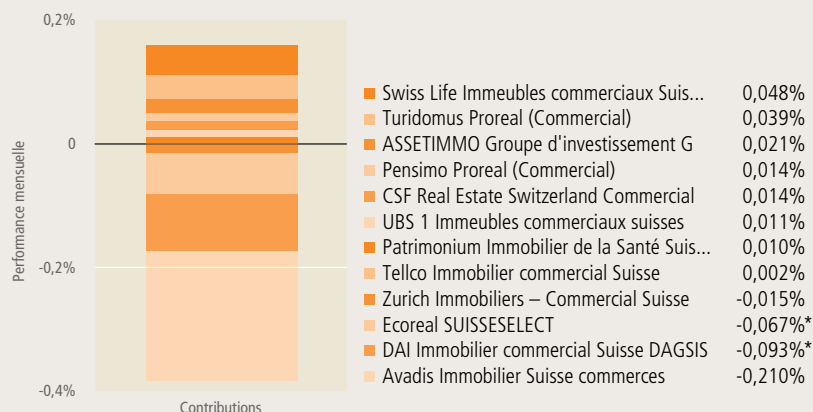 0,2%
0
-0,2%
-0,4%
Performance mensuelle
Contributions
Swiss Life Immeubles commerciaux Suis... 0,048%
Turidomus Proreal (Commercial) 0,039%
ASSETIMMO Groupe d'investissement G 0,021%
Pensimo Proreal (Commercial) 0,014%
CSF Real Estate Switzerland Commercial 0,014%
UBS 1 Immeubles commerciaux suisses 0,011%
Patrimonium Immobilier de la Santé Suis... 0,010%
Tellco Immobilier commercial Suisse 0,002%
Zurich Immobiliers – Commercial Suisse -0,015%
Ecoreal SUISSESELECT -0,067%*
DAI Immobilier commercial Suisse DAGSIS -0,093%*
Avadis Immobilier Suisse commerces -0,210%